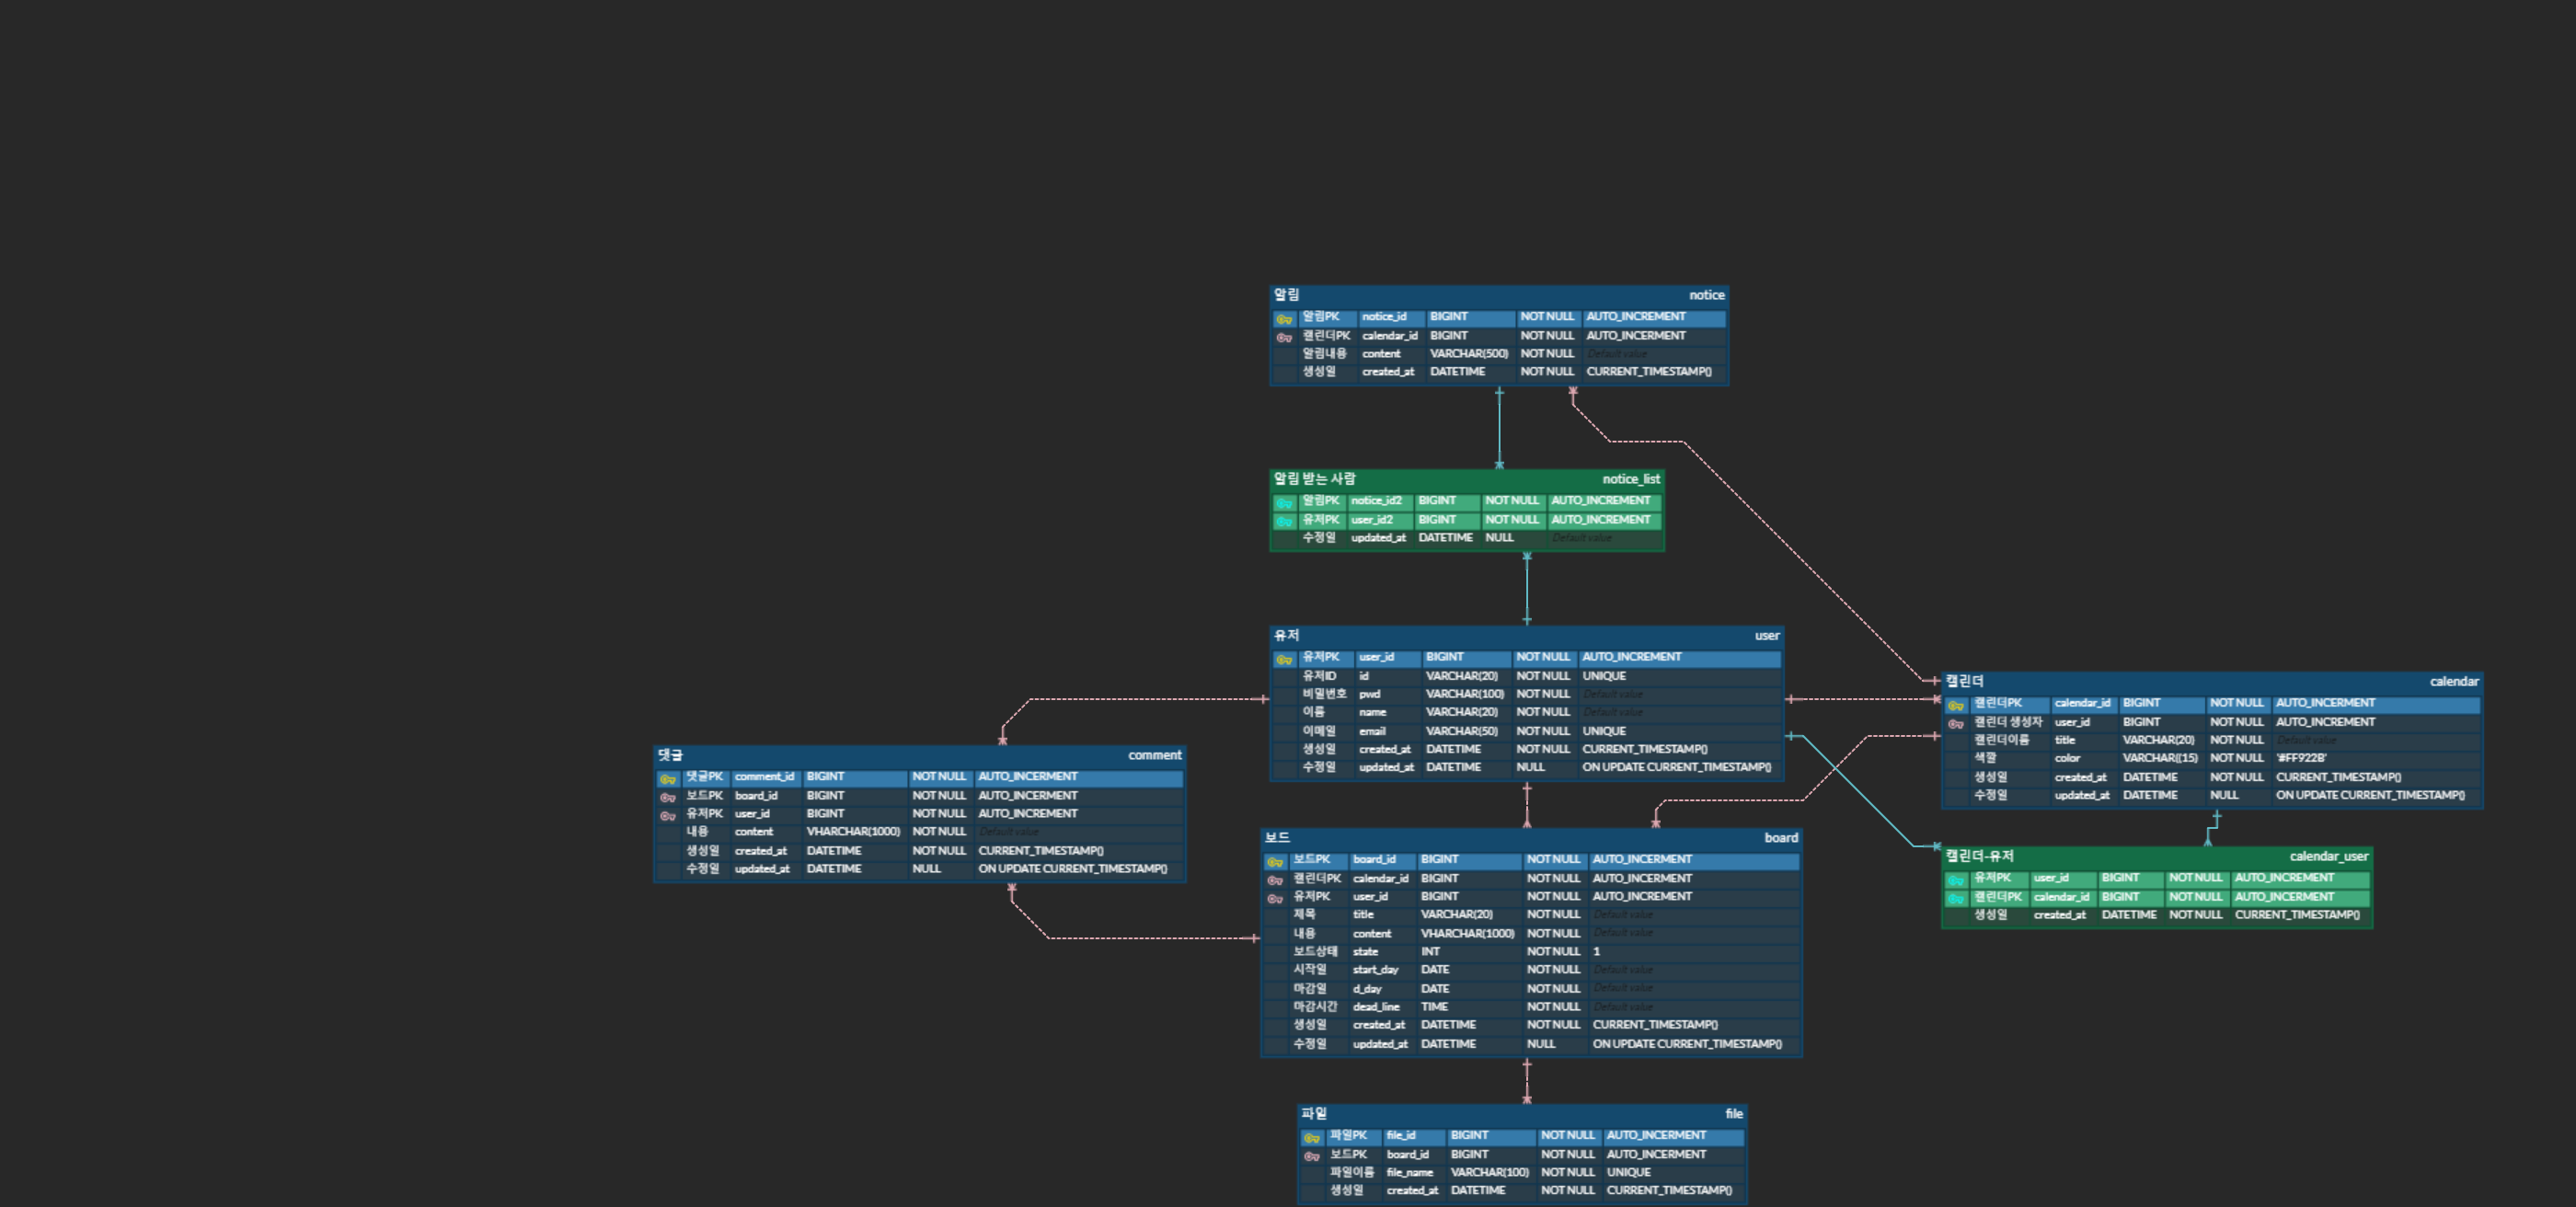 알림 notice
알림PK notice_id BIGINT NOT NULL AUTO_INCREMENT
캘린더PK calendar_id BIGINT NOT NULL AUTO_INCREMENT
알림내용 content VARCHAR(500) NOT NULL Default value
생성일 created_at DATETIME NOT NULL CURRENT_TIMESTAMP()
알림 받는 사람 notice_list
알림PK notice_id2 BIGINT NOT NULL AUTO_INCREMENT
유저PK user_id2 BIGINT NOT NULL AUTO_INCREMENT
수정일 updated_at DATETIME NULL Default value
유저 user
유저PK user_id BIGINT NOT NULL AUTO_INCREMENT
유저ID id VARCHAR(20) NOT NULL UNIQUE
비밀번호 pwd VARCHAR(100) NOT NULL Default value
이름 name VARCHAR(20) NOT NULL Default value
이메일 email VARCHAR(50) NOT NULL UNIQUE
생성일 created_at DATETIME NOT NULL CURRENT_TIMESTAMP()
수정일 updated_at DATETIME NULL ON UPDATE CURRENT_TIMESTAMP()
캘린더 calendar
캘린더PK calendar_id BIGINT NOT NULL AUTO_INCREMENT
캘린더 생성자 user_id BIGINT NOT NULL AUTO_INCREMENT
캘린더이름 title VARCHAR(20) NOT NULL Default value
색깔 color VARCHAR((15) NOT NULL '#FF922B'
생성일 created_at DATETIME NOT NULL CURRENT_TIMESTAMP()
수정일 updated_at DATETIME NULL ON UPDATE CURRENT_TIMESTAMP()
댓글 comment
댓글PK comment_id BIGINT NOT NULL AUTO_INCERMENT
보드PK board_id BIGINT NOT NULL AUTO_INCERMENT
유저PK user_id BIGINT NOT NULL AUTO_INCERMENT
내용 content VHARCHAR(1000) NOT NULL Default value
생성일 created_at DATETIME NOT NULL CURRENT_TIMESTAMP()
수정일 updated_at DATETIME NULL ON UPDATE CURRENT_TIMESTAMP()
보드 board
보드PK board_id BIGINT NOT NULL AUTO_INCERMENT
캘린더PK calendar_id BIGINT NOT NULL AUTO_INCERMENT
유저PK user_id BIGINT NOT NULL AUTO_INCREMENT
제목 title VARCHAR(20) NOT NULL Default value
내용 content VHARCHAR(1000) NOT NULL Default value
보드상태 state INT NOT NULL 1
시작일 start_day DATE NOT NULL Default value
마감일 d_day DATE NOT NULL Default value
마감시간 dead_line TIME NOT NULL Default value
생성일 created_at DATETIME NOT NULL CURRENT_TIMESTAMP()
수정일 updated_at DATETIME NULL ON UPDATE CURRENT_TIMESTAMP()
캘린더-유저 calendar_user
유저PK user_id BIGINT NOT NULL AUTO_INCREMENT
캘린더PK calendar_id BIGINT NOT NULL AUTO_INCREMENT
생성일 created_at DATETIME NOT NULL CURRENT_TIMESTAMP()
파일 file
파일PK file_id BIGINT NOT NULL AUTO_INCERMENT
보드PK board_id BIGINT NOT NULL AUTO_INCERMENT
파일이름 file_name VARCHAR(100) NOT NULL UNIQUE
생성일 created_at DATETIME NOT NULL CURRENT_TIMESTAMP()